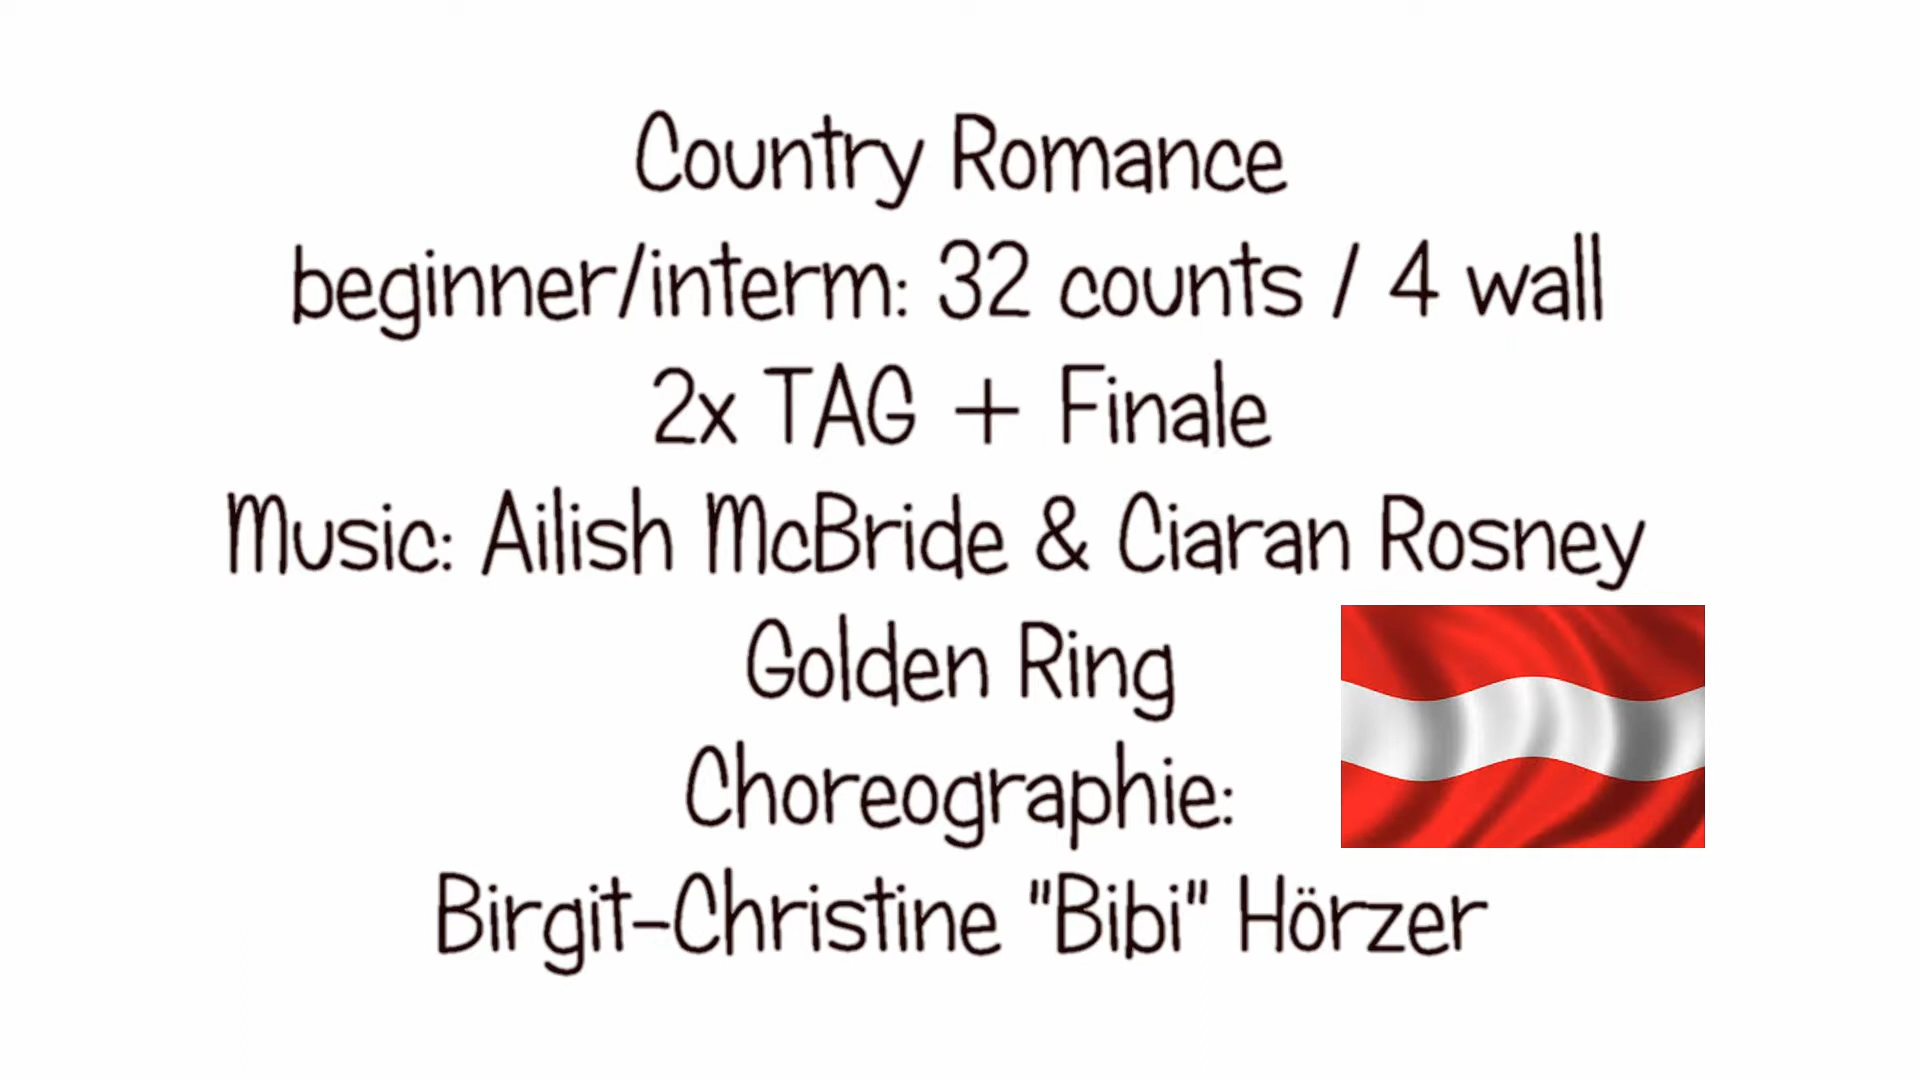 Country Romance
beginner/interm: 32 counts / 4 wall
2x TAG + Finale
Music: Ailish McBride & Ciaran Rosney
Golden Ring
Choreographie:
Birgit-Christine "Bibi" Hörzer